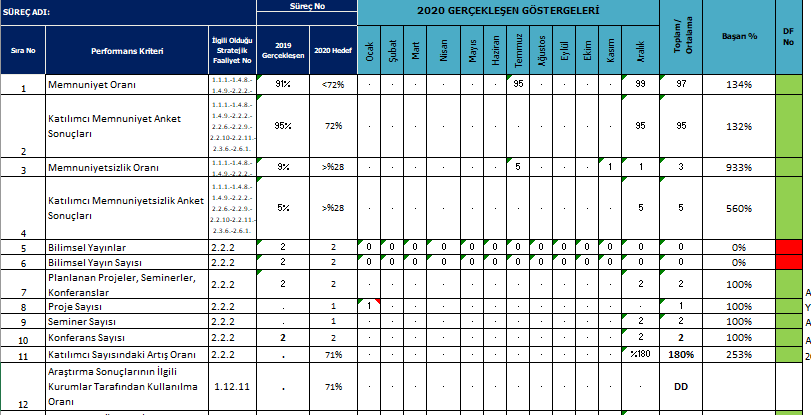 SÜREÇ ADI:
Süreç No
2020 GERÇEKLEŞEN GÖSTERGELERİ
Sıra No
Performans Kriteri
İlgili Olduğu
Stratejik
Faaliyet No
2019
Gerçekleşen
2020 Hedef
Ocak
Şubat
Mart
Nisan
Mayıs
Haziran
Temmuz
Ağustos
Eylül
Ekim
Kasım
Aralık
Toplam/
Ortalama
Başarı %
DF
No
1 Memnuniyet Oranı
1.1.1.-1.4.8.-
1.4.9.-2.2.2.-
91% <72% . . . . . . 95 . . . . 99 97 134%
2 Katılımcı Memnuniyet Anket
Sonuçları
1.1.1.-1.4.8.-
1.4.9.-2.2.2.-
2.2.6.-2.2.9.-
2.2.10-2.2.11.-
2.3.6.-2.6.1.
95% 72% . . . . . . . . . . . 95 95 132%
3 Memnuniyetsizlik Oranı
1.1.1.-1.4.8.-
1.4.9.-2.2.2.-
9% >%28 . . . . . . 5 . . . 1 1 3 933%
4 Katılımcı Memnuniyetsizlik Anket
Sonuçları
1.1.1.-1.4.8.-
1.4.9.-2.2.2.-
2.2.6.-2.2.9.-
2.2.10-2.2.11.-
2.3.6.-2.6.1.
5% >%28 . . . . . . . . . . . 5 5 560%
5 Bilimsel Yayınlar 2.2.2 2 2 0 0 0 0 0 0 0 0 0 0 0 0 0 0%
6 Bilimsel Yayın Sayısı 2.2.2 2 2 0 0 0 0 0 0 0 0 0 0 0 0 0 0%
7 Planlanan Projeler, Seminerler,
Konferanslar
2.2.2 2 2 . . . . . . . . . . . 2 2 100% A
8 Proje Sayısı 2.2.2 . 1 1 . . . . . . . . . . . 1 100% Y
9 Seminer Sayısı 2.2.2 . 1 . . . . . . . . . . . 2 2 100% A
10 Konferans Sayısı 2.2.2 2 2 . . . . . . . . . . . 2 2 100% A
11 Katılımcı Sayısındaki Artış Oranı 2.2.2 . 71% . . . . . . . . . . . %180 180% 253% 20
12 Araştırma Sonuçlarının İlgili
Kurumlar Tarafından Kullanılma
Oranı
1.12.11 . 71% . . . . . . . . . . . . DD